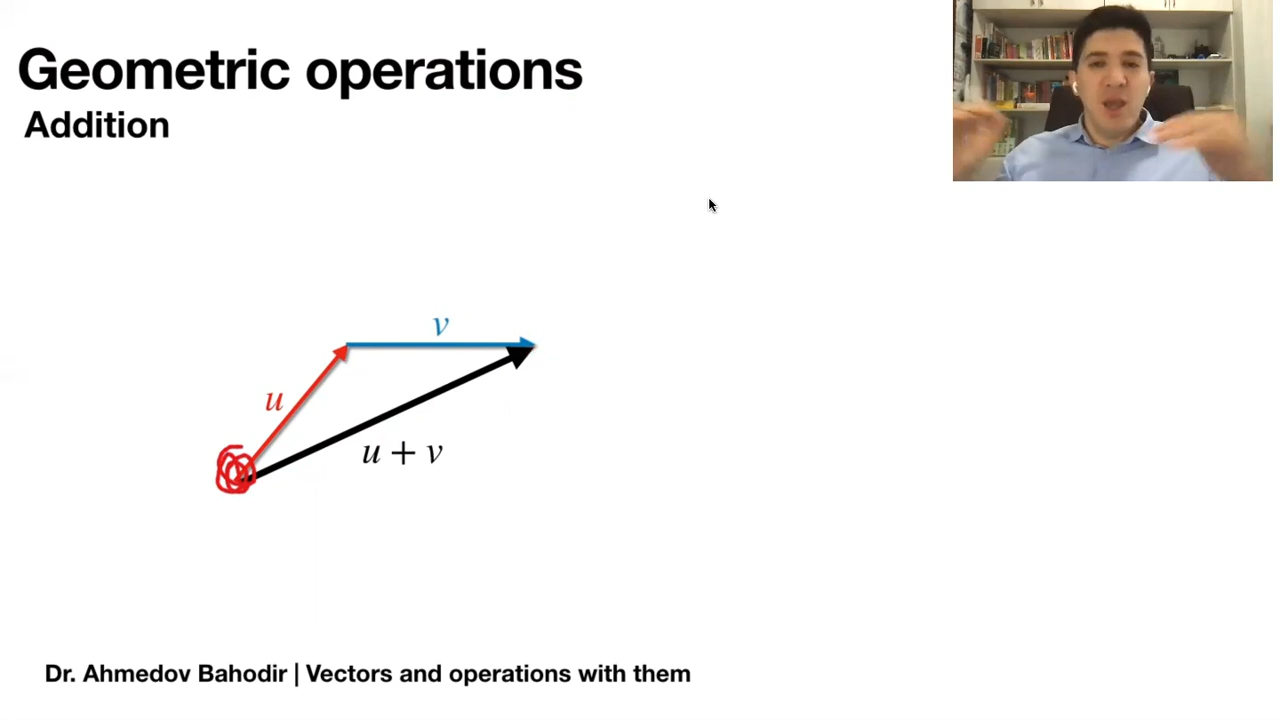 Geometric operations
Addition
v
u
u + v
Dr. Ahmedov Bahodir | Vectors and operations with them